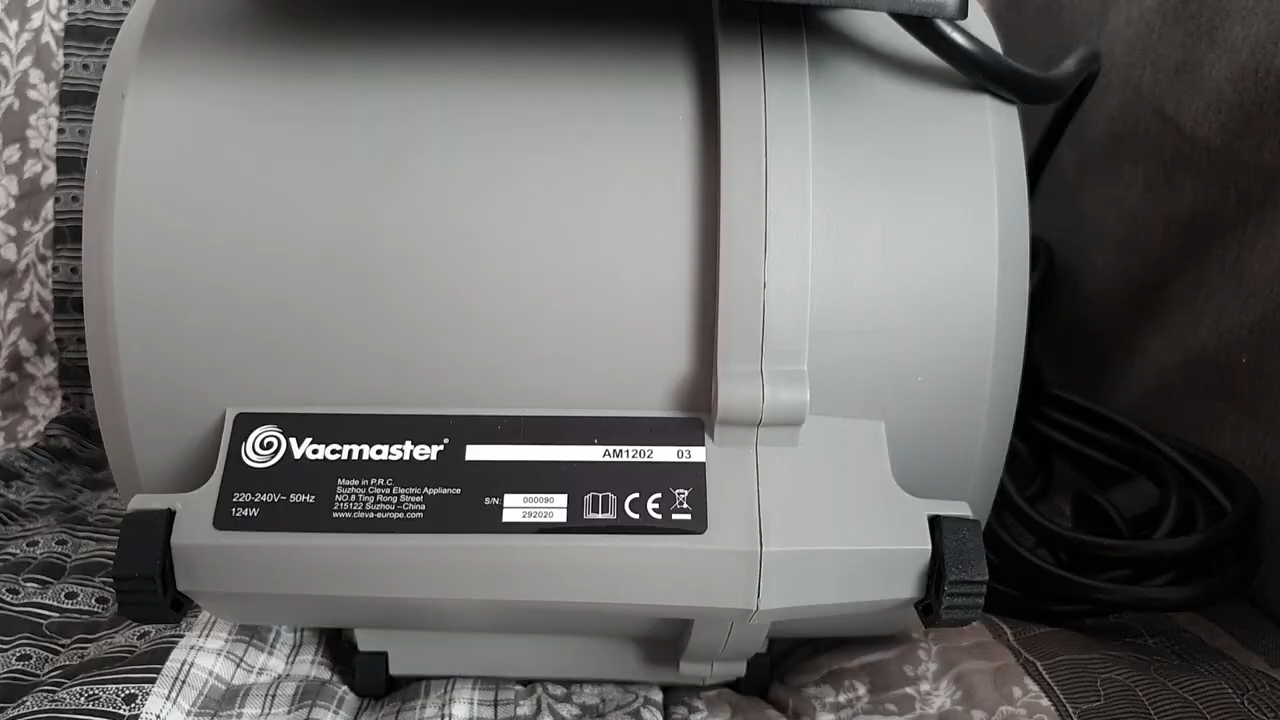 Vacmaster®
AM1202 03
220-240V~ 50Hz
124W
Made in P.R.C.
Suzhou Cleva Electric Appliance
NO.8 Ting Rong Street
215122 Suzhou –China
www.cleva-europe.com
S/N: 000090
292020
CE